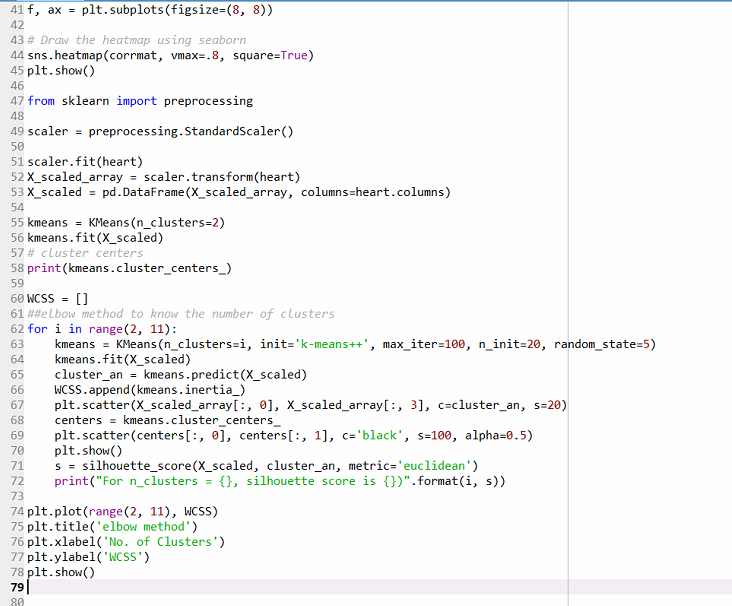 41 f, ax = plt.subplots(figsize=(8, 8))
42
43 # Draw the heatmap using seaborn
44 sns.heatmap(corrmat, vmax=.8, square=True)
45 plt.show()
46
47 from sklearn import preprocessing
48
49 scaler = preprocessing.StandardScaler()
50
51 scaler.fit(heart)
52 X_scaled_array = scaler.transform(heart)
53 X_scaled = pd.DataFrame(X_scaled_array, columns=heart.columns)
54
55 kmeans = KMeans(n_clusters=2)
56 kmeans.fit(X_scaled)
57 # cluster centers
58 print(kmeans.cluster_centers_)
59
60 WCSS = []
61 ##elbow method to know the number of clusters
62 for i in range(2, 11):
63     kmeans = KMeans(n_clusters=i, init='k-means++', max_iter=100, n_init=20, random_state=5)
64     kmeans.fit(X_scaled)
65     cluster_an = kmeans.predict(X_scaled)
66     WCSS.append(kmeans.inertia_)
67     plt.scatter(X_scaled_array[:, 0], X_scaled_array[:, 3], c=cluster_an, s=20)
68     centers = kmeans.cluster_centers_
69     plt.scatter(centers[:, 0], centers[:, 1], c='black', s=100, alpha=0.5)
70     plt.show()
71     s = silhouette_score(X_scaled, cluster_an, metric='euclidean')
72     print("For n_clusters = {}, silhouette score is {})".format(i, s))
73
74 plt.plot(range(2, 11), WCSS)
75 plt.title('elbow method')
76 plt.xlabel('No. of Clusters')
77 plt.ylabel('WCSS')
78 plt.show()
79
80